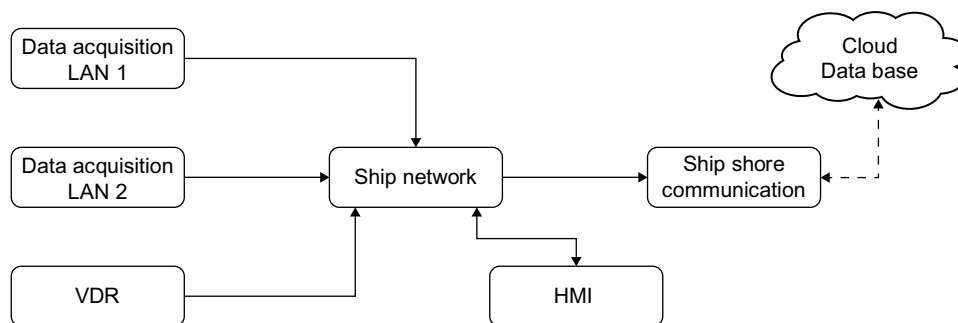 Data acquisition
LAN 1
Cloud
Data base
Data acquisition
LAN 2
Ship network
Ship shore
communication
VDR
HMI